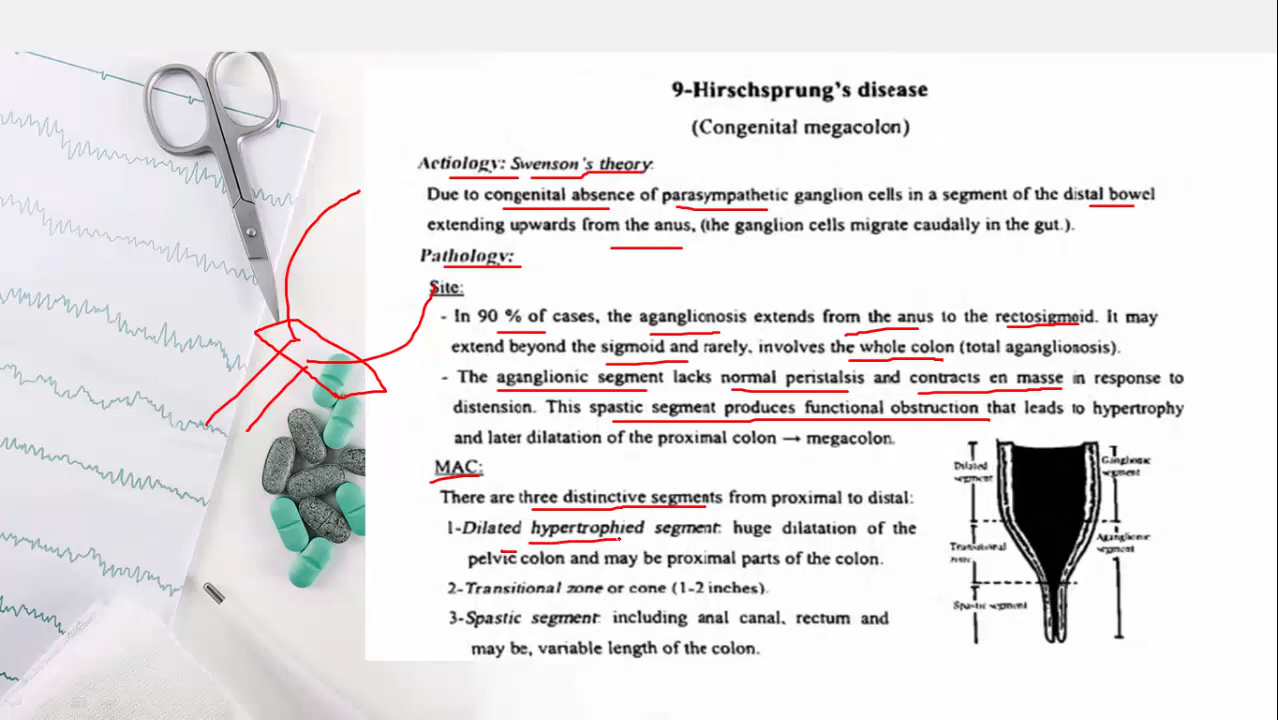 9-Hirschsprung's disease
(Congenital megacolon)
Aetiology: Swenson's theory.
Due to congenital absence of parasympathetic ganglion cells in a segment of the distal bowel
extending upwards from the anus, (the ganglion cells migrate caudally in the gut.).
Pathology:
Site:
- In 90 % of cases, the aganglionosis extends from the anus to the rectosigmoid. It may
extend beyond the sigmoid and rarely, involves the whole colon (total aganglionosis).
- The aganglionic segment lacks normal peristalsis and contracts en masse in response to
distension. This spastic segment produces functional obstruction that leads to hypertrophy
and later dilatation of the proximal colon → megacolon.
MAC:
There are three distinctive segments from proximal to distal:
1-Dilated hypertrophied segment: huge dilatation of the
pelvic colon and may be proximal parts of the colon.
2-Transitional zone or cone (1-2 inches).
3-Spastic segment: including anal canal, rectum and
may be, variable length of the colon.
Dilated
segment
Transitional
zone
Spastic segment
Ganglionic
segment
Aganglionic
segment